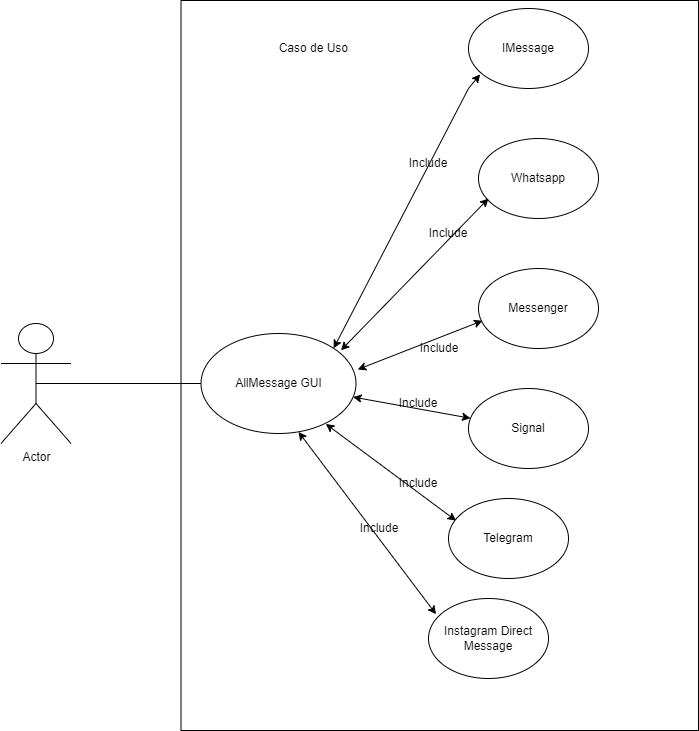 Caso de Uso
IMessage
Include
Whatsapp
Include
Messenger
Include
AllMessage GUI
Include
Signal
Actor
Include
Telegram
Include
Instagram Direct
Message